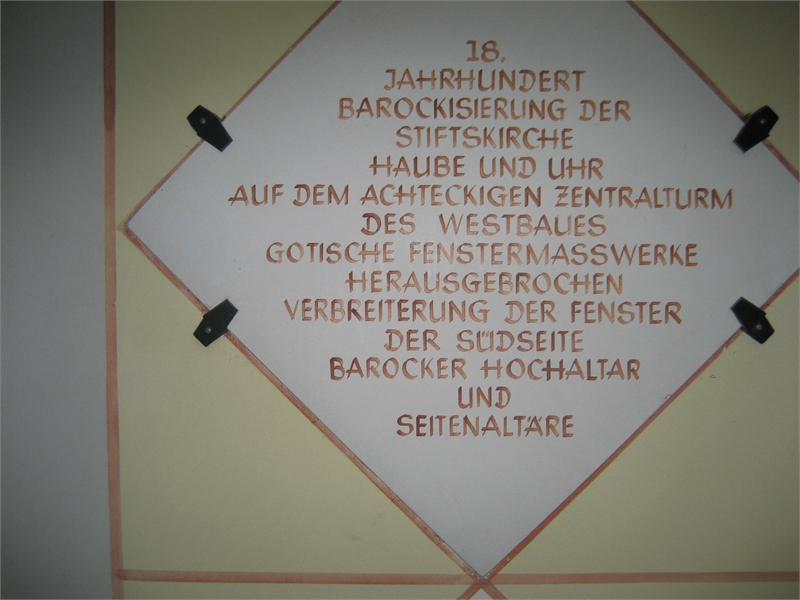 18.
JAHRHUNDERT
BAROCKISIERUNG DER
STIFTSKIRCHE
HAUBE UND UHR
AUF DEM ACHTECKIGEN ZENTRALTURM
DES WESTBAUES
GOTISCHE FENSTERMASSWERKE
HERAUSGEBROCHEN
VERBREITERUNG DER FENSTER
DER SÜDSEITE
BAROCKER HOCHALTAR
UND
SEITENALTÄRE